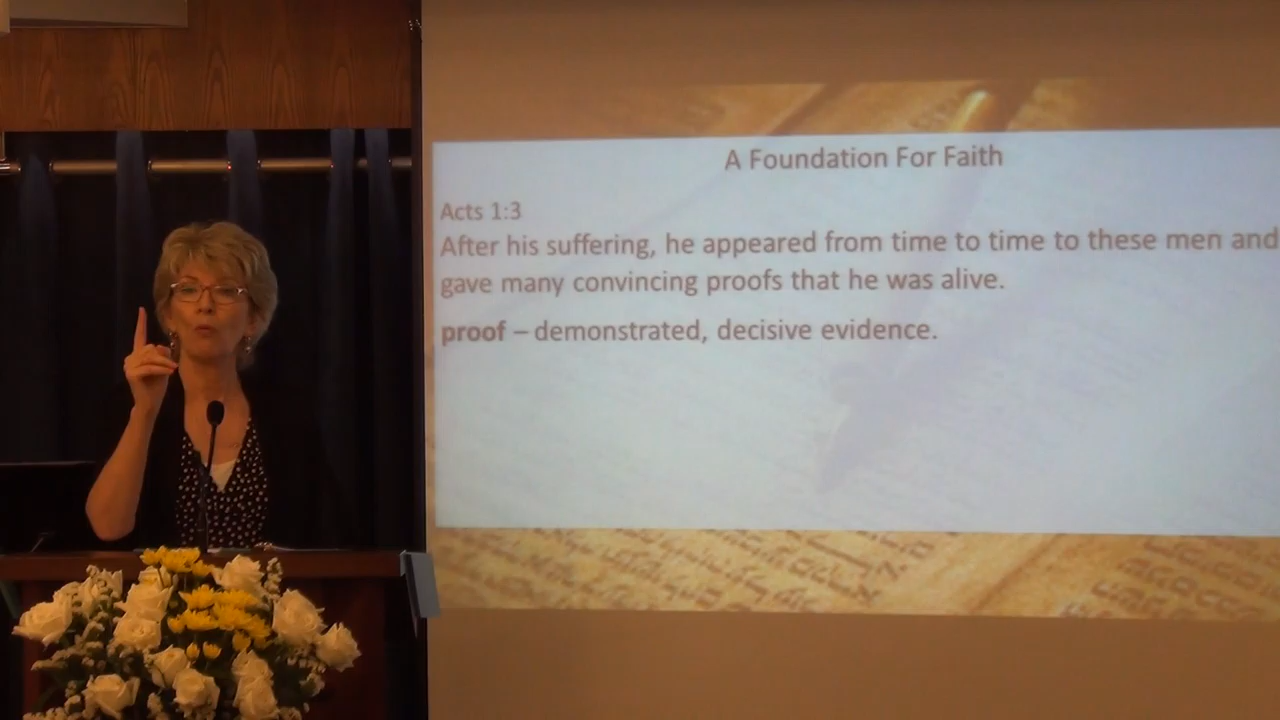 A Foundation For Faith
Acts 1:3
After his suffering, he appeared from time to time to these men and
gave many convincing proofs that he was alive.
proof – demonstrated, decisive evidence.